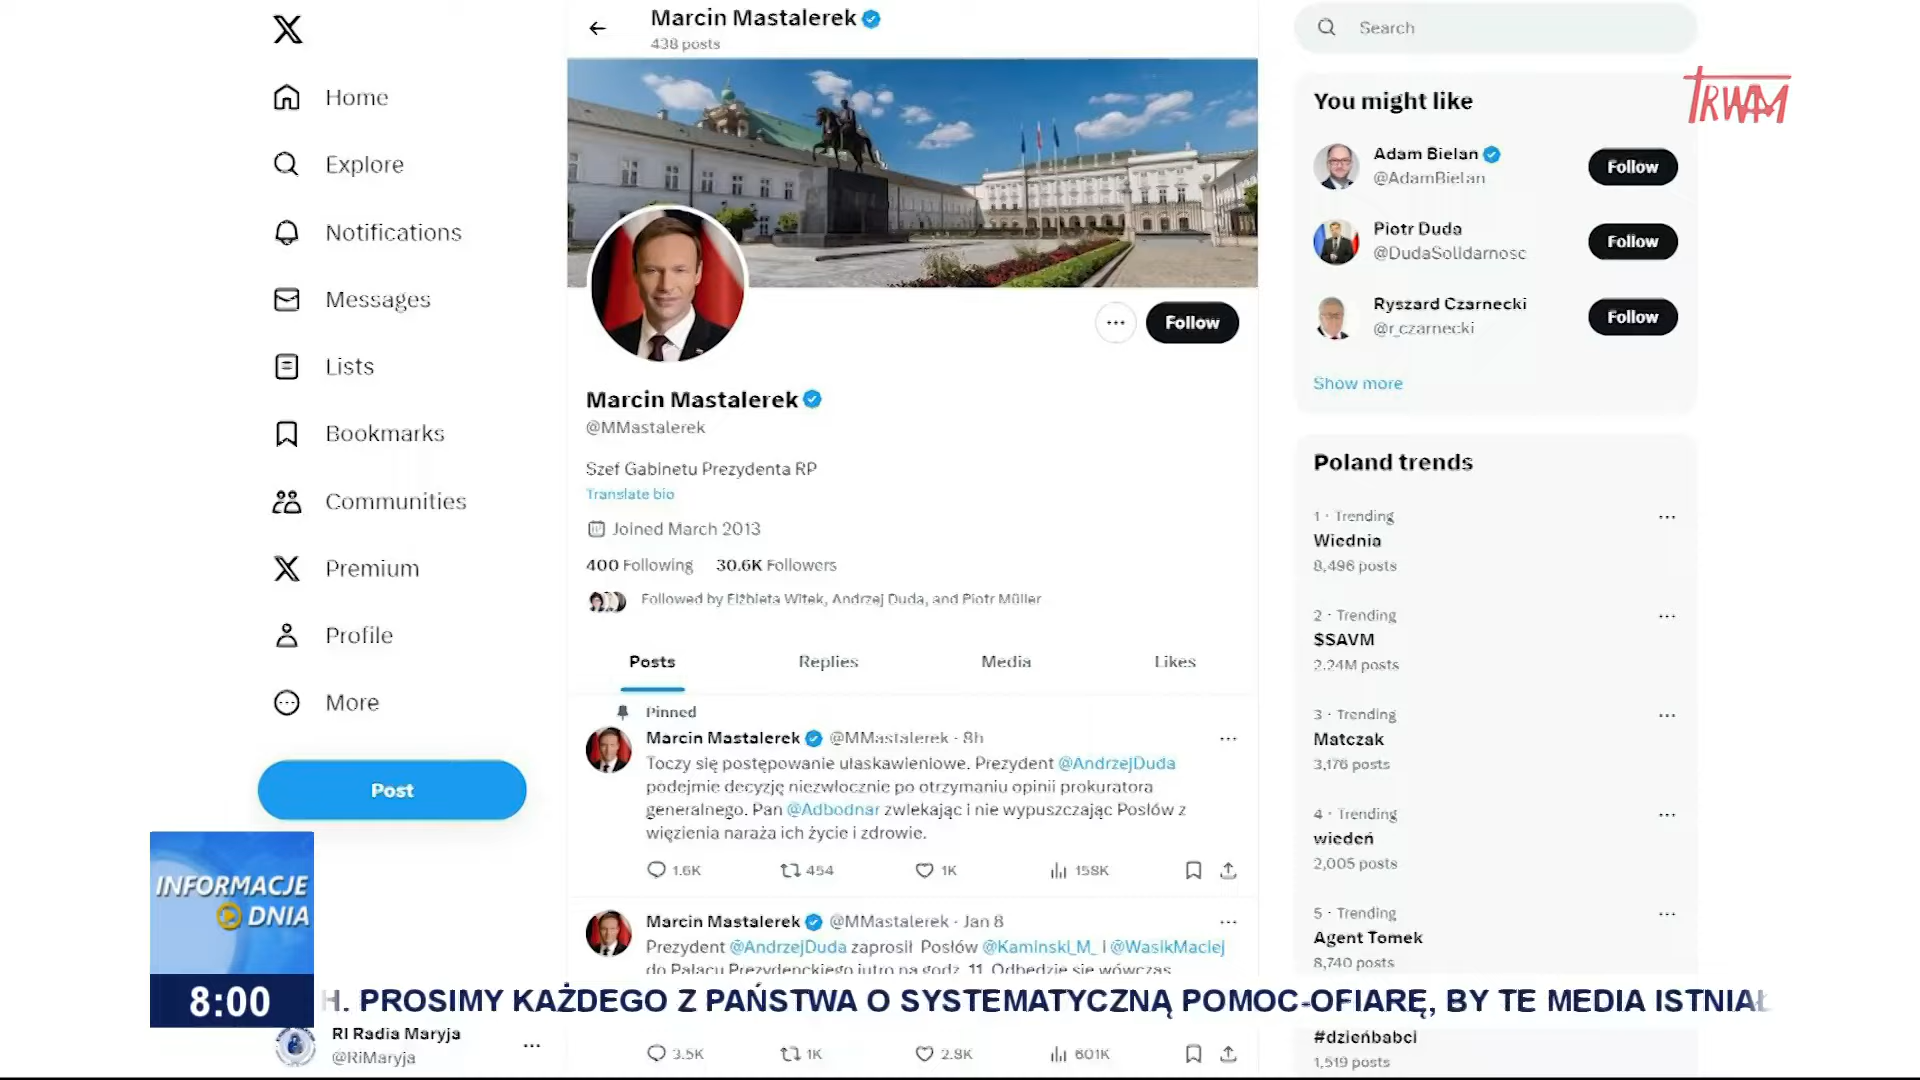 Marcin Mastalerek
438 posts
Search
TRWAM
Home
Explore
Notifications
Messages
Lists
Bookmarks
Communities
Premium
Profile
More
Post
Follow
Marcin Mastalerek
@MMastalerek
Szef Gabinetu Prezydenta RP
Translate bio
Joined March 2013
400 Following 30.6K Followers
Followed by Elżbieta Witek, Andrzej Duda, and Piotr Müller
Posts Replies Media Likes
Pinned
Marcin Mastalerek @MMastalerek · 8h
Toczy się postępowanie ułaskawieniowe. Prezydent @AndrzejDuda
podejmie decyzję niezwłocznie po otrzymaniu opinii prokuratora
generalnego. Pan @Adbodnar zwlekając i nie wypuszczając Posłów z
więzienia naraża ich życie i zdrowie.
1.6K 454 1K 158K
Marcin Mastalerek @MMastalerek · Jan 8
Prezydent @AndrzejDuda zaprosił Posłów @Kaminski_M_ i @WasikMaciej
do Pałacu Prezydenckiego jutro na godz. 11. Odbędzie się wówczas
3.5K 1K 2.8K 601K
You might like
Adam Bielan
@AdamBielan
Follow
Piotr Duda
@DudaSolidarnosc
Follow
Ryszard Czarnecki
@r_czarnecki
Follow
Show more
Poland trends
1 · Trending
Wiednia
8,496 posts
2 · Trending
$SAVM
2.24M posts
3 · Trending
Matczak
3,176 posts
4 · Trending
wiedeń
2,005 posts
5 · Trending
Agent Tomek
8,740 posts
#dzieńbabci
1,519 posts
INFORMACJE
DNIA
8:00
H. PROSIMY KAŻDEGO Z PAŃSTWA O SYSTEMATYCZNĄ POMOC-OFIARĘ, BY TE MEDIA ISTNIAŁ
RI Radia Maryja
@RiMaryja